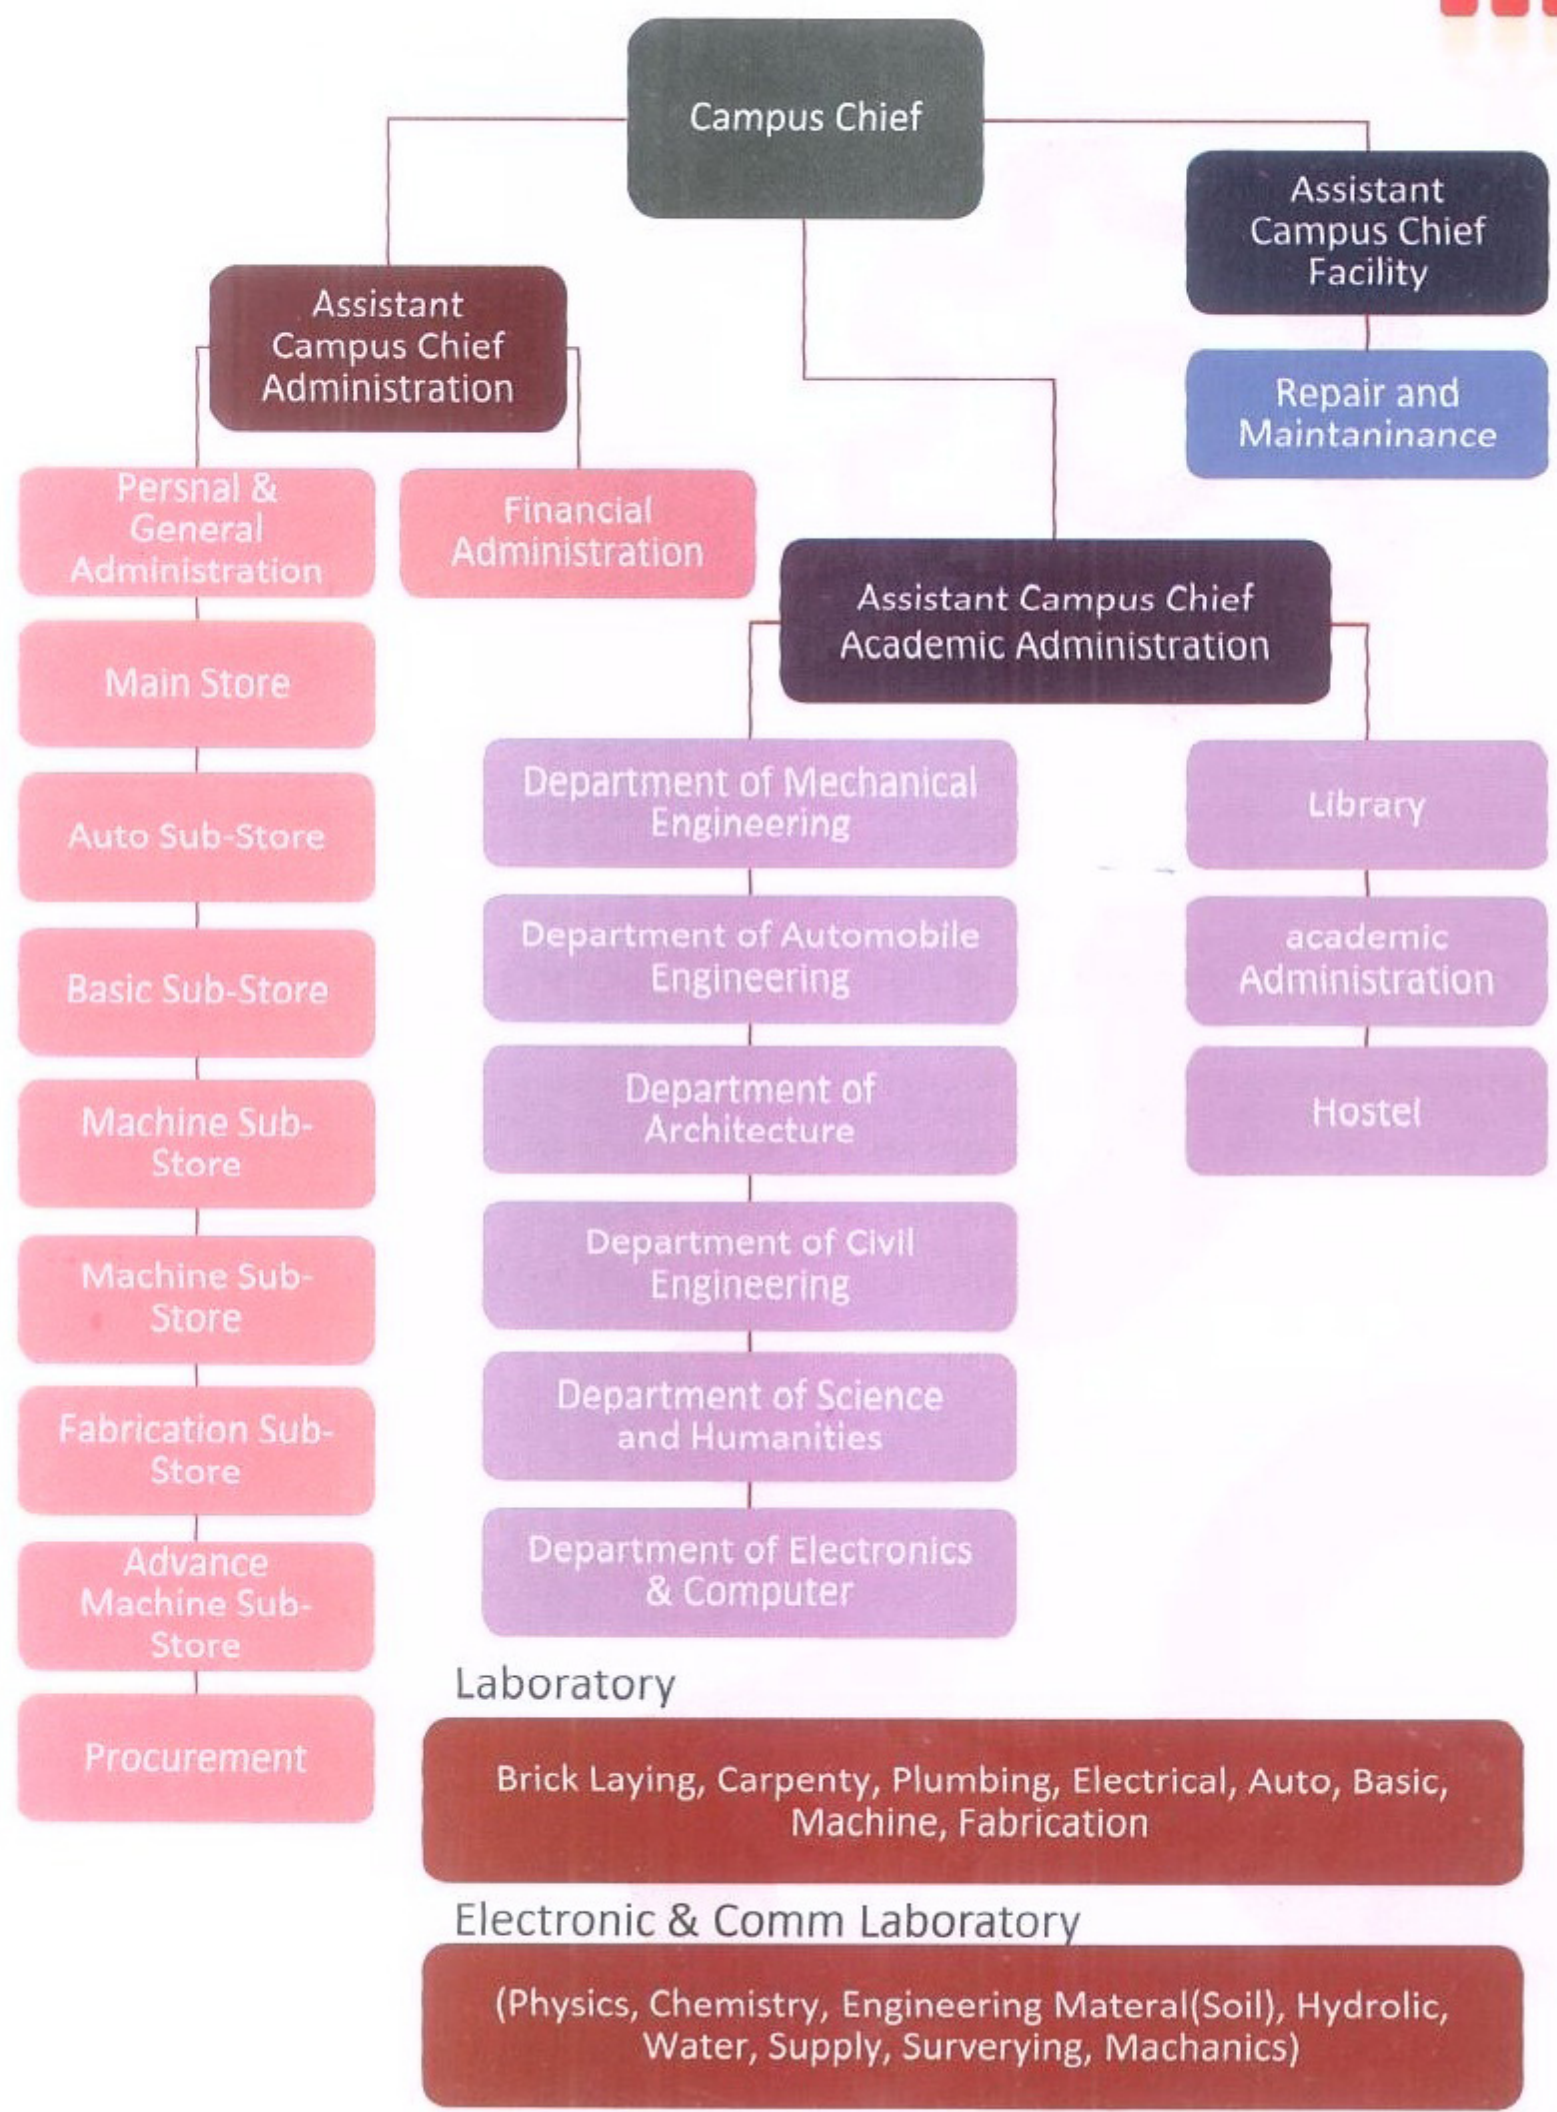 Campus Chief
Assistant
Campus Chief
Facility
Repair and
Maintaninance
Assistant
Campus Chief
Administration
Persnal &
General
Administration
Financial
Administration
Main Store
Auto Sub-Store
Basic Sub-Store
Machine Sub-
Store
Machine Sub-
Store
Fabrication Sub-
Store
Advance
Machine Sub-
Store
Procurement
Assistant Campus Chief
Academic Administration
Department of Mechanical
Engineering
Department of Automobile
Engineering
Department of
Architecture
Department of Civil
Engineering
Department of Science
and Humanities
Department of Electronics
& Computer
Library
academic
Administration
Hostel
Laboratory
Brick Laying, Carpenty, Plumbing, Electrical, Auto, Basic,
Machine, Fabrication
Electronic & Comm Laboratory
(Physics, Chemistry, Engineering Materal(Soil), Hydrolic,
Water, Supply, Surverying, Machanics)